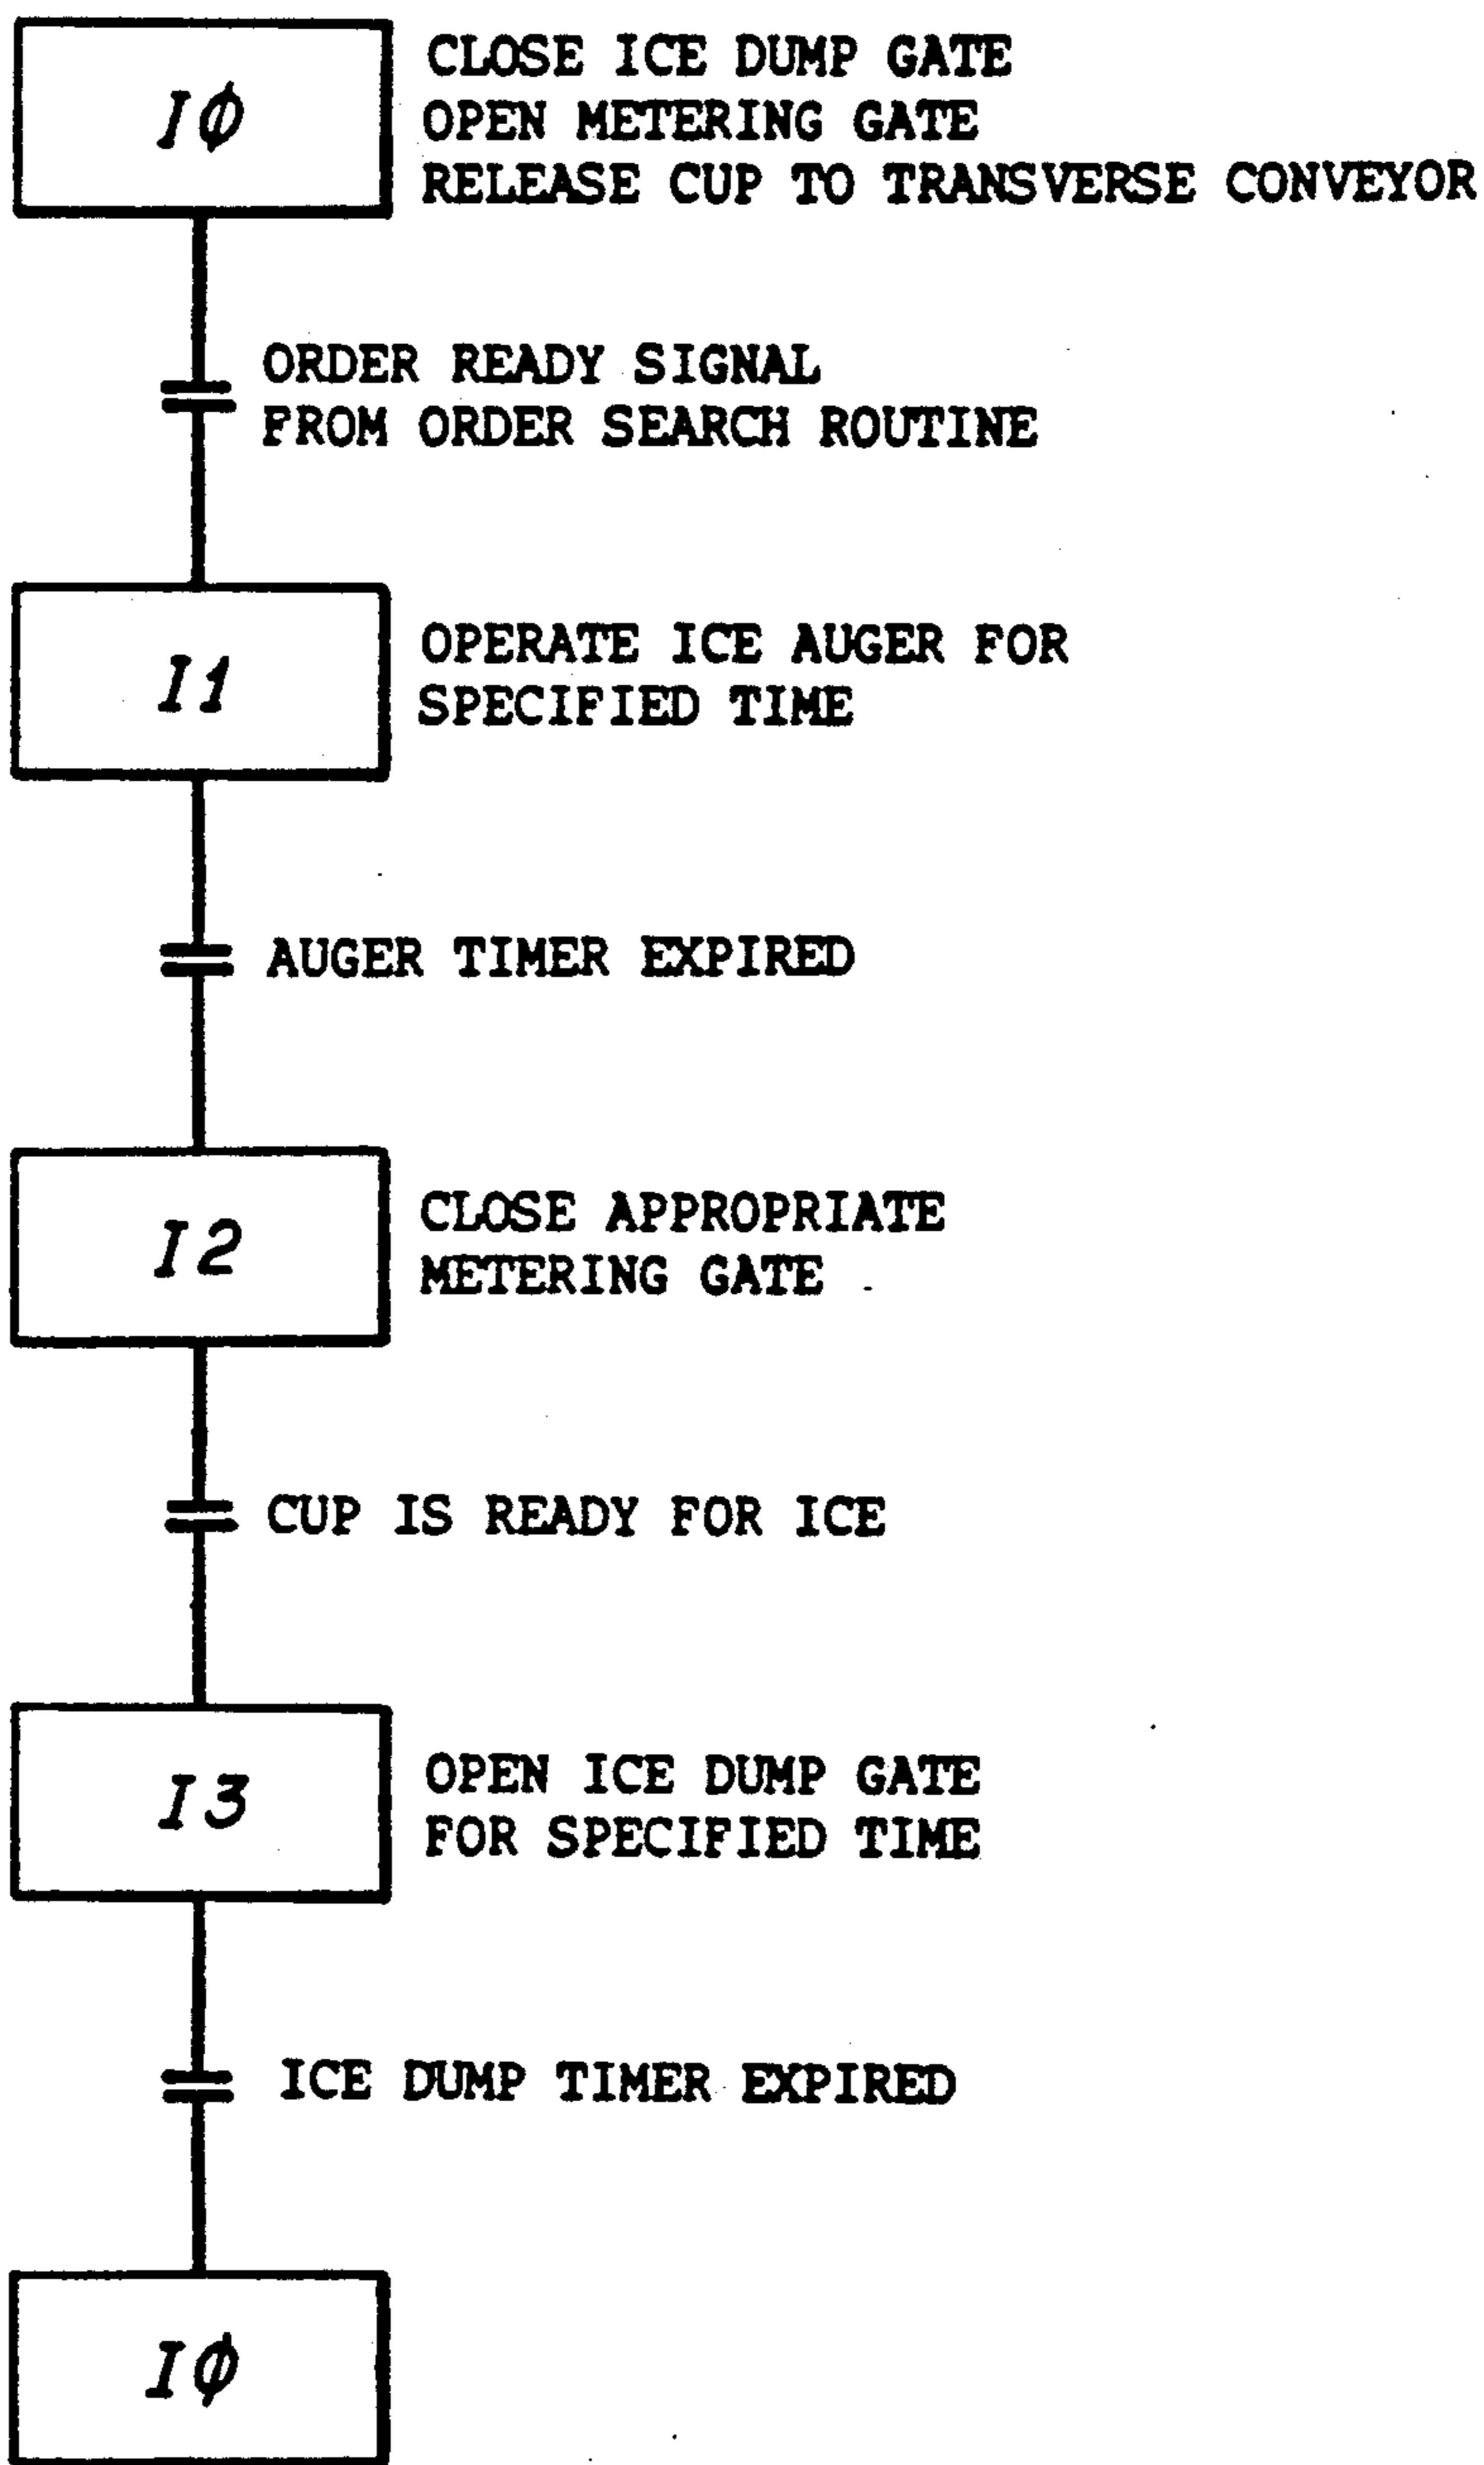 IØ
CLOSE ICE DUMP GATE
OPEN METERING GATE
RELEASE CUP TO TRANSVERSE CONVEYOR
ORDER READY SIGNAL
FROM ORDER SEARCH ROUTINE
I1
OPERATE ICE AUGER FOR
SPECIFIED TIME
AUGER TIMER EXPIRED
I2
CLOSE APPROPRIATE
METERING GATE
CUP IS READY FOR ICE
I3
OPEN ICE DUMP GATE
FOR SPECIFIED TIME
ICE DUMP TIMER EXPIRED
IØ